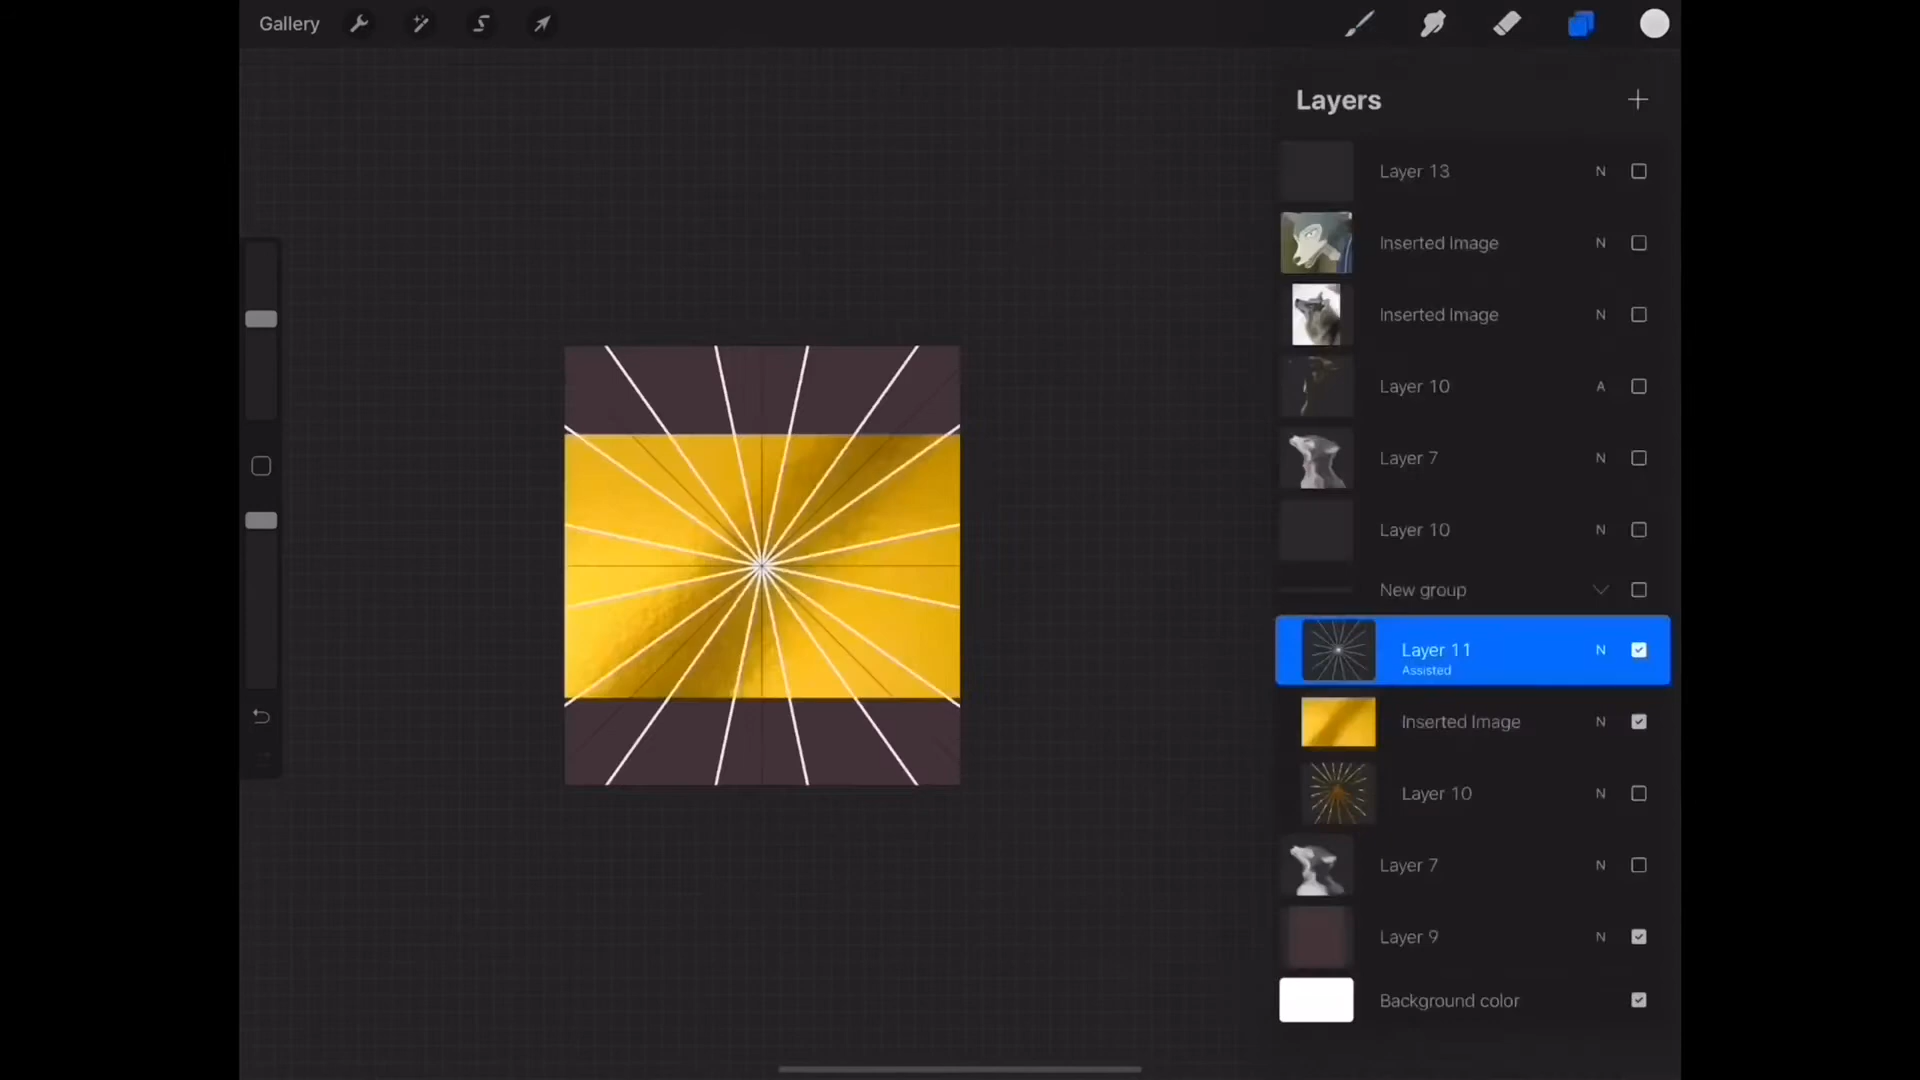 Gallery
Layers
Layer 13 N
Inserted Image N
Inserted Image N
Layer 10 A
Layer 7 N
Layer 10 N
New group
Layer 11 N
Assisted
Inserted Image N
Layer 10 N
Layer 7 N
Layer 9 N
Background color